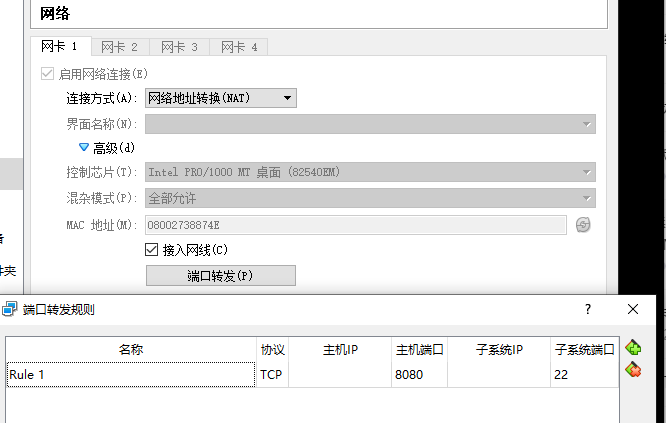 网络
网卡 1 网卡 2 网卡 3 网卡 4
启用网络连接(E)
连接方式(A): 网络地址转换(NAT)
界面名称(N):
高级(d)
控制芯片(T): Intel PRO/1000 MT 桌面 (82540EM)
混杂模式(P): 全部允许
MAC 地址(M): 08002738874E
接入网线(C)
件夹
端口转发(P)
端口转发规则 ? ×
名称 协议 主机IP 主机端口 子系统IP 子系统端口
Rule 1 TCP 8080 22